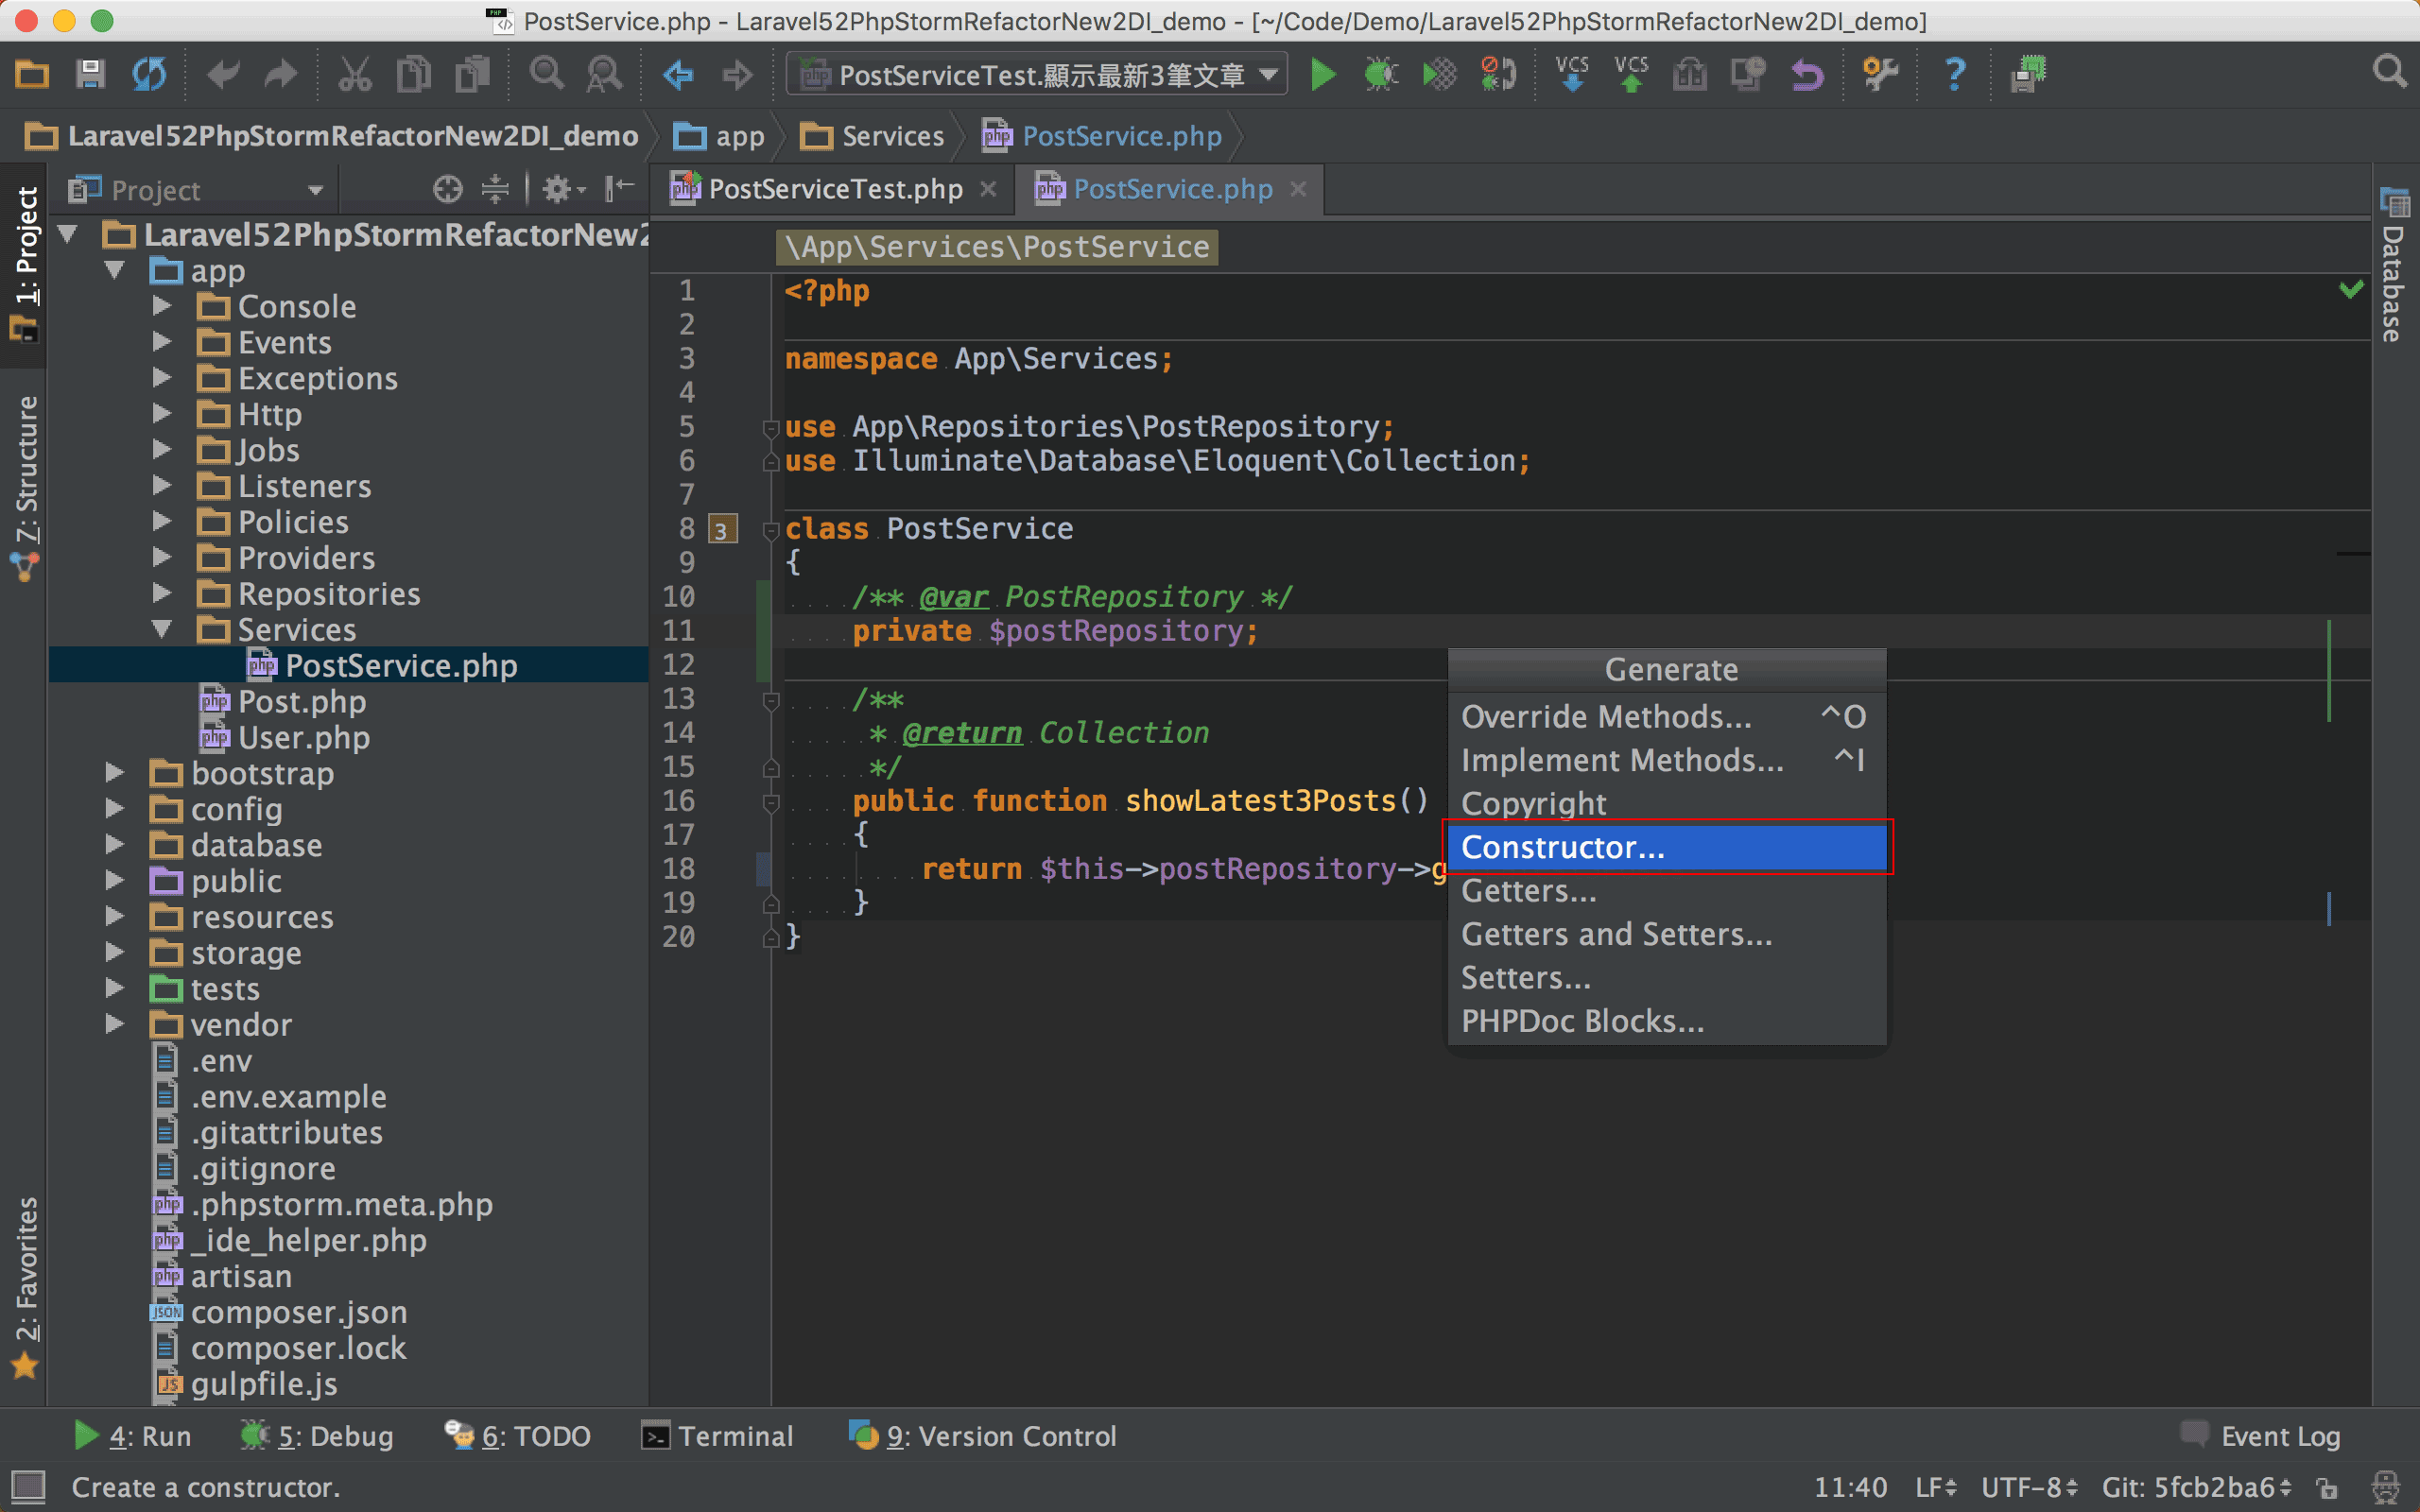 PostService.php - Laravel52PhpStormRefactorNew2DI_demo - [~/Code/Demo/Laravel52PhpStormRefactorNew2DI_demo]
PostServiceTest.顯示最新3筆文章
VCS VCS
Laravel52PhpStormRefactorNew2DI_demo app Services PostService.php
Project
PostServiceTest.php PostService.php
1: Project
7: Structure
2: Favorites
Database
Laravel52PhpStormRefactorNew2
app
Console
Events
Exceptions
Http
Jobs
Listeners
Policies
Providers
Repositories
Services
PostService.php
Post.php
User.php
bootstrap
config
database
public
resources
storage
tests
vendor
.env
.env.example
.gitattributes
.gitignore
.phpstorm.meta.php
_ide_helper.php
artisan
composer.json
composer.lock
gulpfile.js
\App\Services\PostService
1 <?php
2
3 namespace App\Services;
4
5 use App\Repositories\PostRepository;
6 use Illuminate\Database\Eloquent\Collection;
7
8 3 class PostService
9 {
10 /** @var PostRepository */
11 private $postRepository;
12
13 /**
14 * @return Collection
15 */
16 public function showLatest3Posts()
17 {
18 return $this->postRepository->g
19 }
20 }
Generate
Override Methods... ^O
Implement Methods... ^I
Copyright
Constructor...
Getters...
Getters and Setters...
Setters...
PHPDoc Blocks...
4: Run 5: Debug 6: TODO Terminal 9: Version Control Event Log
Create a constructor. 11:40 LF UTF-8 Git: 5fcb2ba6